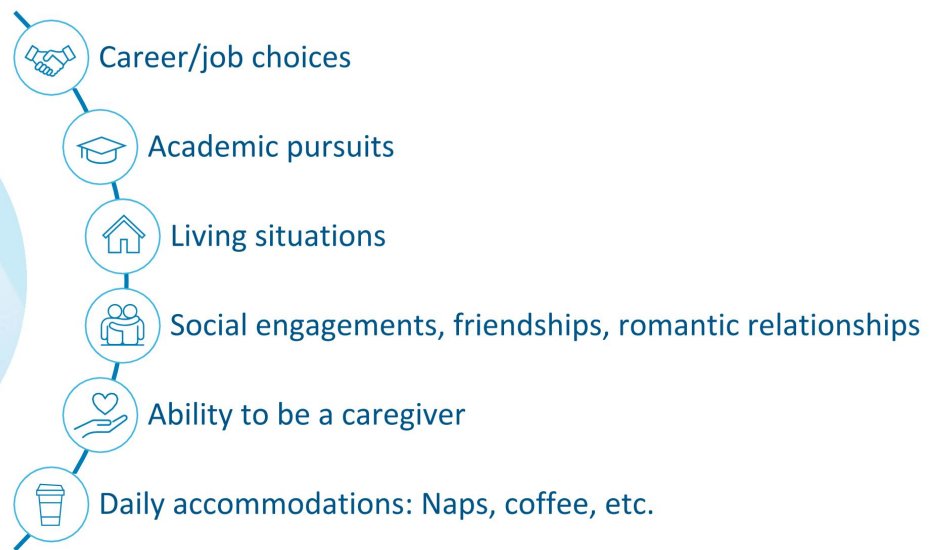 Career/job choices
Academic pursuits
Living situations
Social engagements, friendships, romantic relationships
Ability to be a caregiver
Daily accommodations: Naps, coffee, etc.